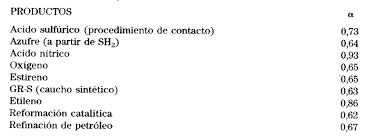 PRODUCTOS α
Acido sulfúrico (procedimiento de contacto) 0,73
Azufre (a partir de SH₂) 0,64
Acido nítrico 0,93
Oxígeno 0,65
Estireno 0,65
GR-S (caucho sintético) 0,63
Etileno 0,86
Reformación catalítica 0,62
Refinación de petróleo 0,67